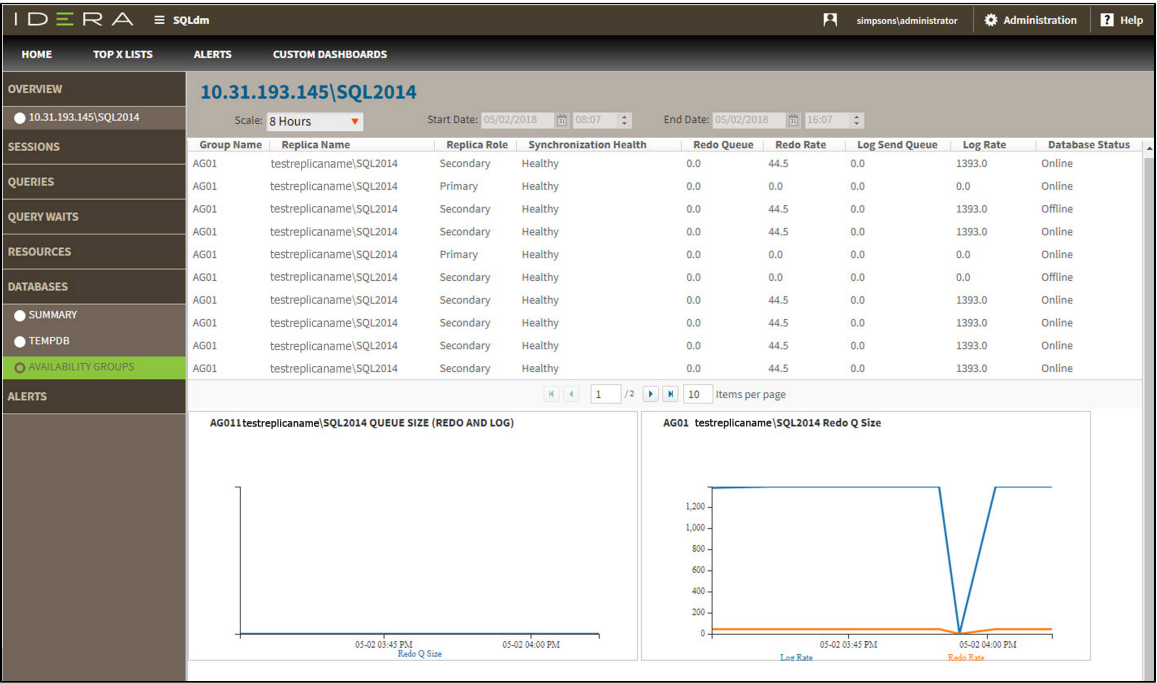 IDERA SQLdm simpsons\administrator Administration ? Help
HOME TOP X LISTS ALERTS CUSTOM DASHBOARDS
OVERVIEW
10.31.193.145\SQL2014
SESSIONS
QUERIES
QUERY WAITS
RESOURCES
DATABASES
SUMMARY
TEMPDB
AVAILABILITY GROUPS
ALERTS
10.31.193.145\SQL2014
Scale: 8 Hours Start Date: 05/02/2018 31 08:07 End Date: 05/02/2018 31 16:07
Group Name Replica Name Replica Role Synchronization Health Redo Queue Redo Rate Log Send Queue Log Rate Database Status
AG01 testreplicaname\SQL2014 Secondary Healthy 0.0 44.5 0.0 1393.0 Online
AG01 testreplicaname\SQL2014 Primary Healthy 0.0 0.0 0.0 0.0 Online
AG01 testreplicaname\SQL2014 Secondary Healthy 0.0 44.5 0.0 1393.0 Offline
AG01 testreplicaname\SQL2014 Secondary Healthy 0.0 44.5 0.0 1393.0 Online
AG01 testreplicaname\SQL2014 Primary Healthy 0.0 0.0 0.0 0.0 Online
AG01 testreplicaname\SQL2014 Secondary Healthy 0.0 0.0 0.0 0.0 Offline
AG01 testreplicaname\SQL2014 Secondary Healthy 0.0 44.5 0.0 1393.0 Online
AG01 testreplicaname\SQL2014 Secondary Healthy 0.0 44.5 0.0 1393.0 Online
AG01 testreplicaname\SQL2014 Secondary Healthy 0.0 44.5 0.0 1393.0 Online
AG01 testreplicaname\SQL2014 Secondary Healthy 0.0 44.5 0.0 1393.0 Online
1 /2 10 Items per page
AG011testreplicaname\SQL2014 QUEUE SIZE (REDO AND LOG)
05-02 03:45 PM 05-02 04:00 PM
Redo Q Size
AG01 testreplicaname\SQL2014 Redo Q Size
1,200
1,000
800
600
400
200
0
05-02 03:45 PM 05-02 04:00 PM
Log Rate Redo Rate